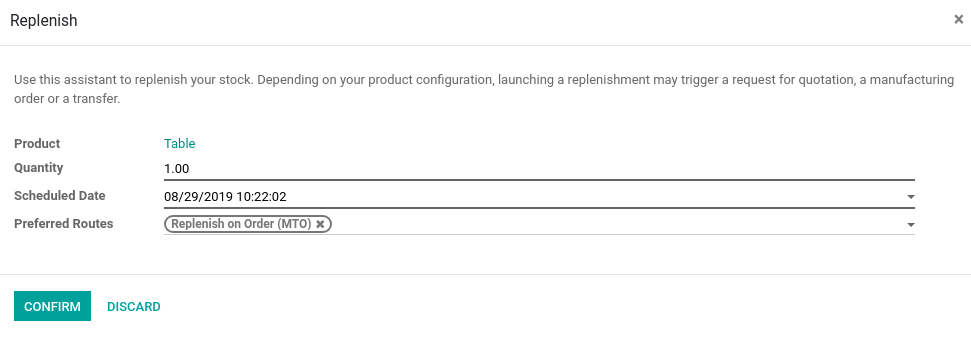 Replenish ×
Use this assistant to replenish your stock. Depending on your product configuration, launching a replenishment may trigger a request for quotation, a manufacturing
order or a transfer.
Product Table
Quantity 1.00
Scheduled Date 08/29/2019 10:22:02
Preferred Routes Replenish on Order (MTO) ×
CONFIRM DISCARD